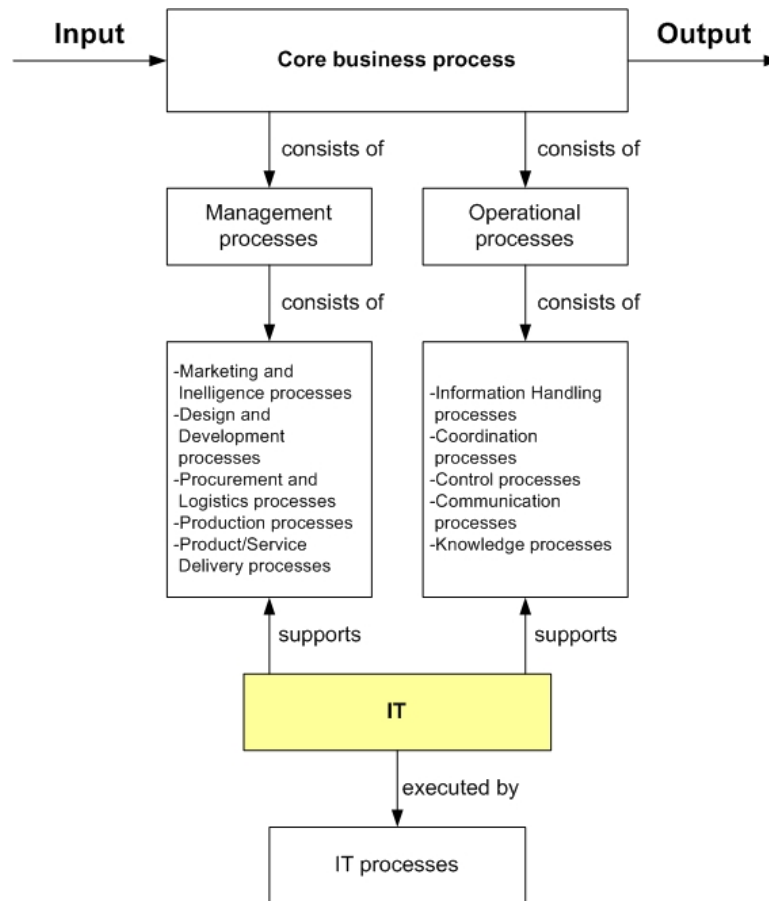 Input
Core business process
Output
consists of
consists of
Management
processes
Operational
processes
consists of
consists of
-Marketing and
Inelligence processes
-Design and
Development
processes
-Procurement and
Logistics processes
-Production processes
-Product/Service
Delivery processes
-Information Handling
processes
-Coordination
processes
-Control processes
-Communication
processes
-Knowledge processes
supports
supports
IT
executed by
IT processes